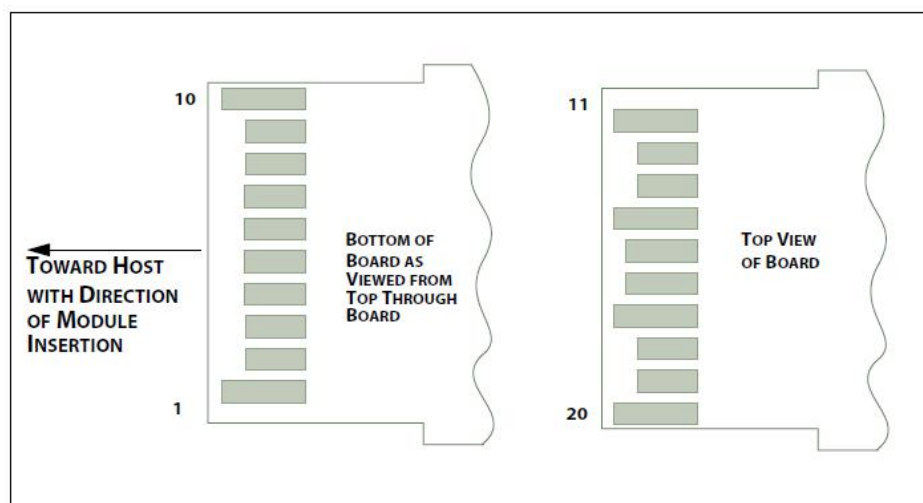 10
1
TOWARD HOST
WITH DIRECTION
OF MODULE
INSERTION
BOTTOM OF
BOARD AS
VIEWED FROM
TOP THROUGH
BOARD
11
20
TOP VIEW
OF BOARD